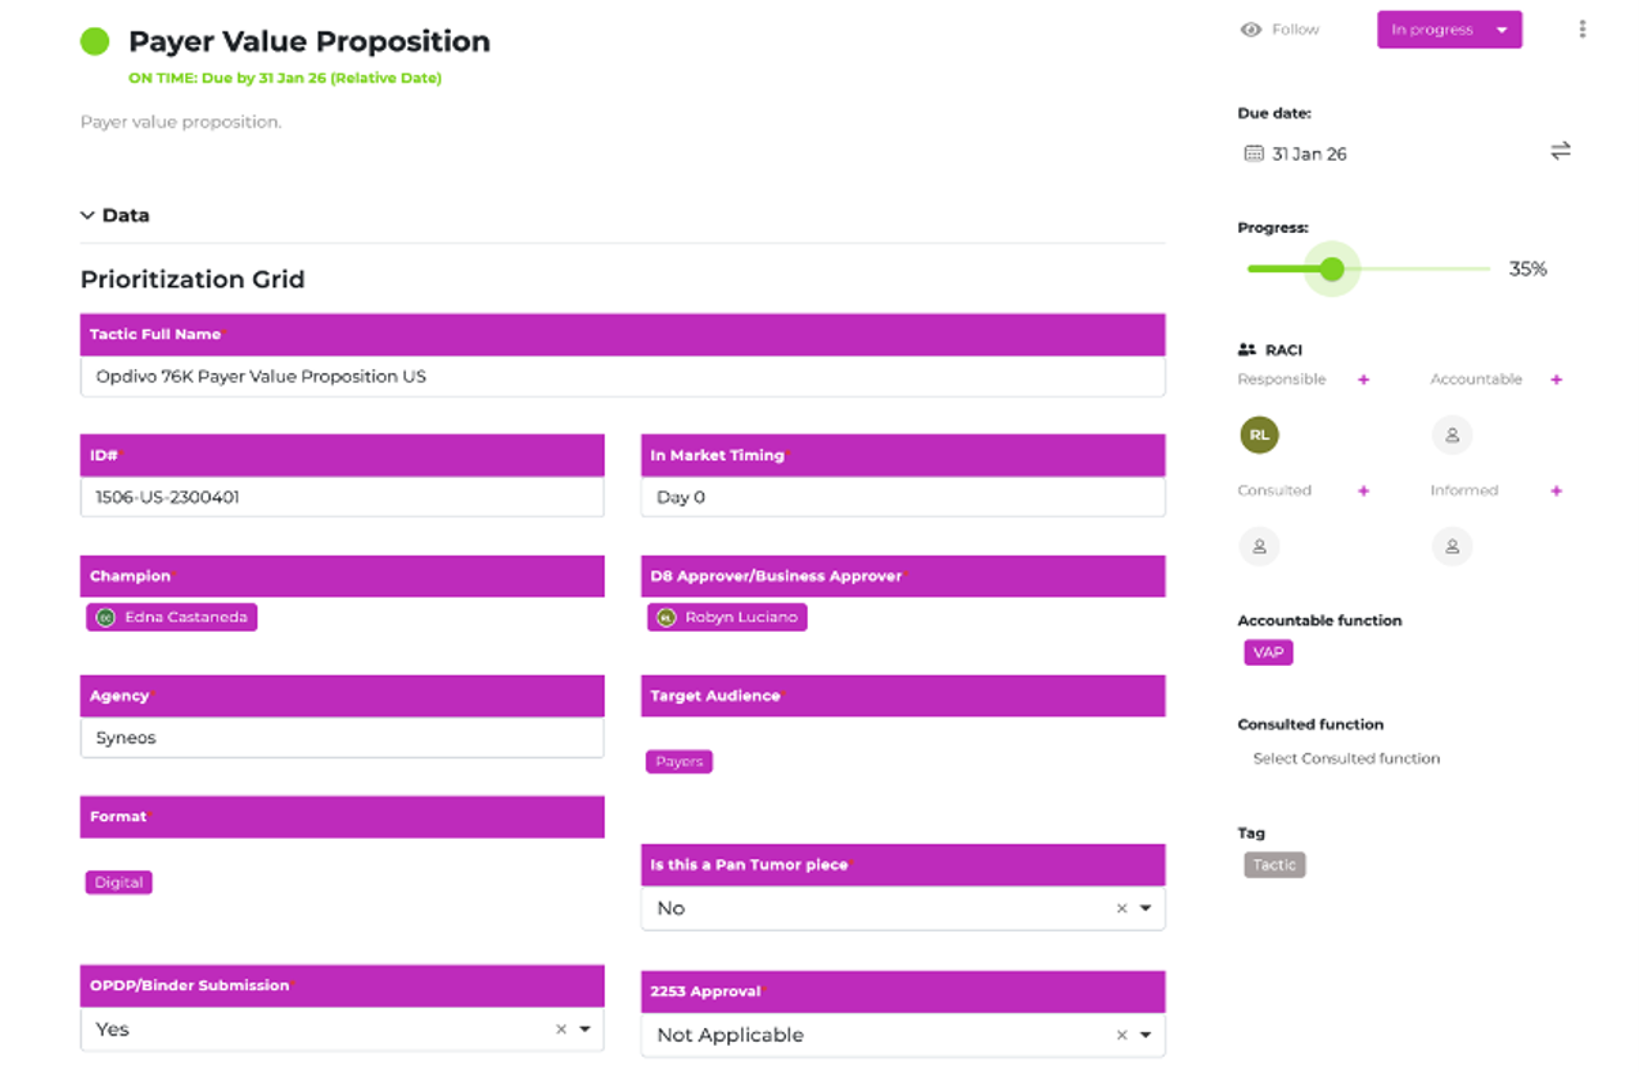 Payer Value Proposition
ON TIME: Due by 31 Jan 26 (Relative Date)
Payer value proposition.
Data
Prioritization Grid
Tactic Full Name*
Opdivo 76K Payer Value Proposition US
ID#*
1506-US-2300401
In Market Timing*
Day 0
Champion*
EC Edna Castaneda
D8 Approver/Business Approver*
RL Robyn Luciano
Agency*
Syneos
Target Audience*
Payers
Format*
Digital
Is this a Pan Tumor piece*
No
OPDP/Binder Submission*
Yes
2253 Approval*
Not Applicable
Follow
In progress
Due date:
31 Jan 26
Progress:
35%
RACI
Responsible +
Accountable +
RL
Consulted +
Informed +
Accountable function
VAP
Consulted function
Select Consulted function
Tag
Tactic